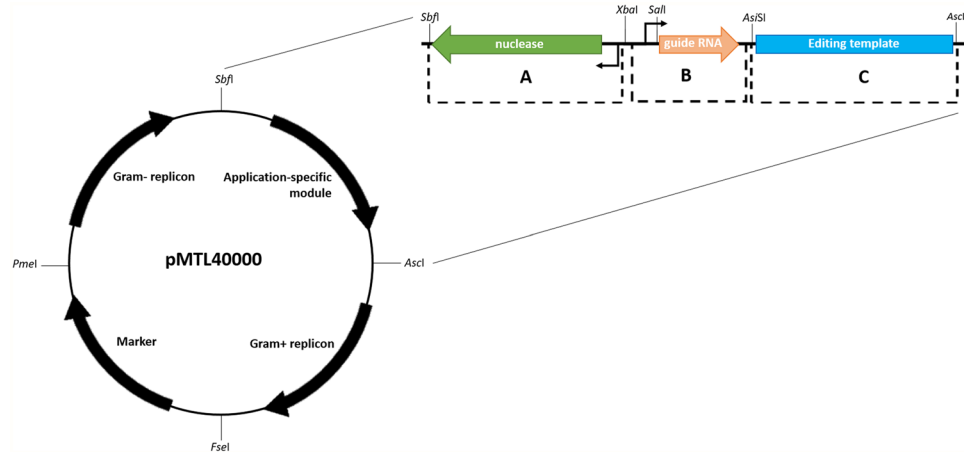 SbfI
XbaI
SalI
AsiSI
AscI
nuclease
guide RNA
Editing template
A
B
C
SbfI
Gram- replicon
Application-specific
module
PmeI
pMTL40000
AscI
Marker
Gram+ replicon
FseI